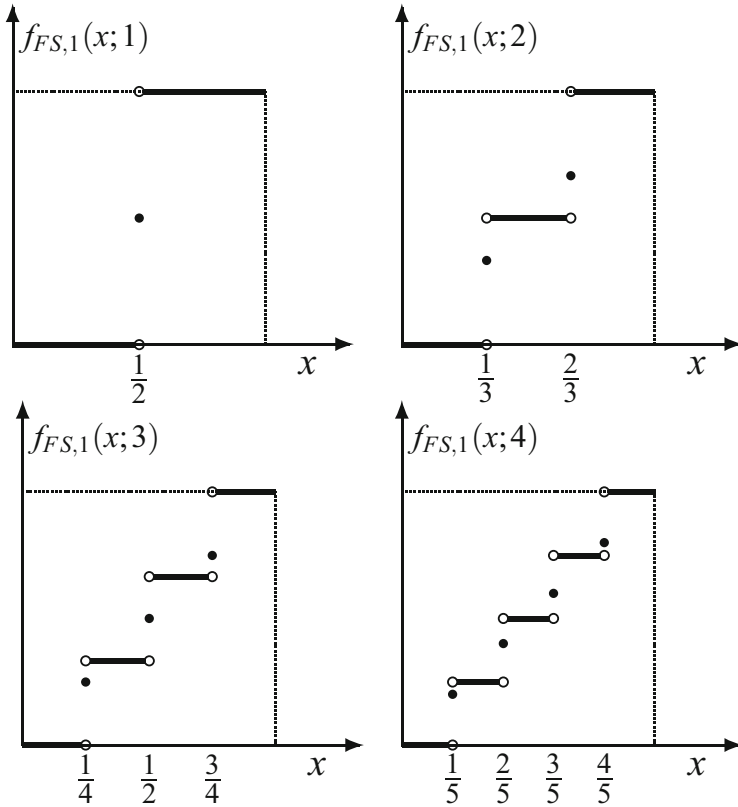 f_{FS,1}(x;1)
1/2
x
f_{FS,1}(x;2)
1/3 2/3
x
f_{FS,1}(x;3)
1/4 1/2 3/4
x
f_{FS,1}(x;4)
1/5 2/5 3/5 4/5
x